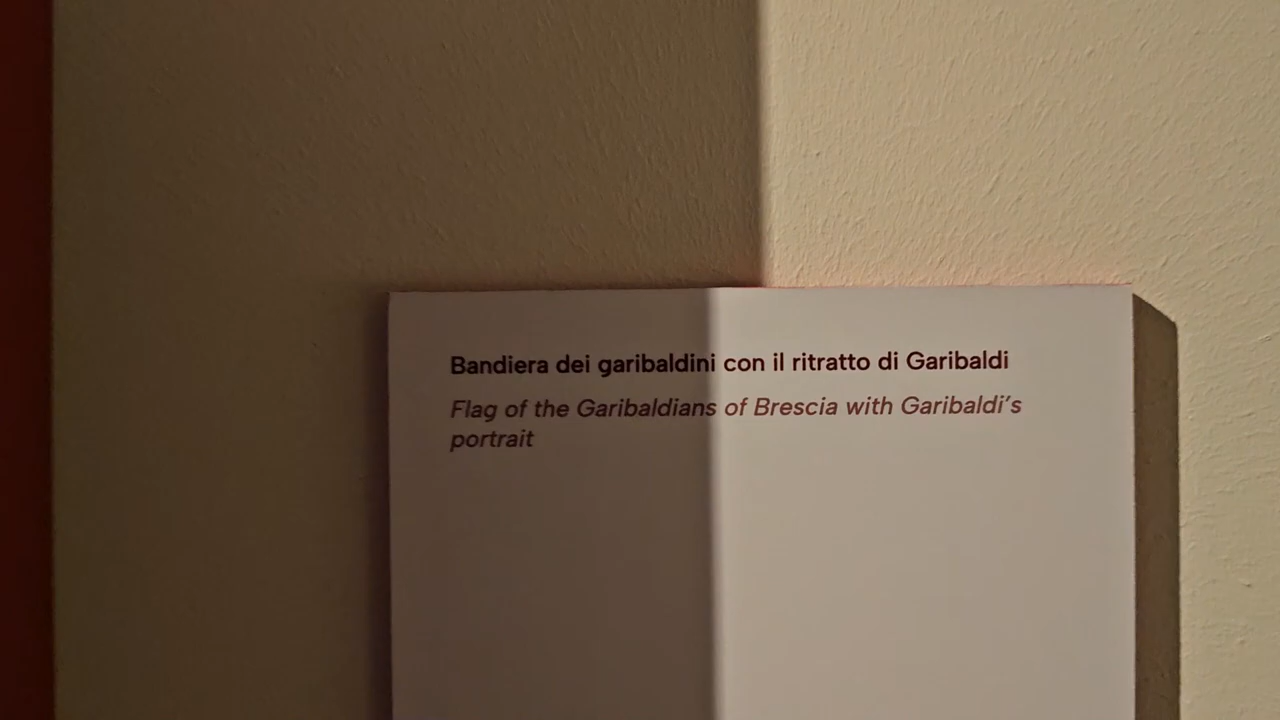 Bandiera dei garibaldini con il ritratto di Garibaldi
Flag of the Garibaldians of Brescia with Garibaldi's
portrait